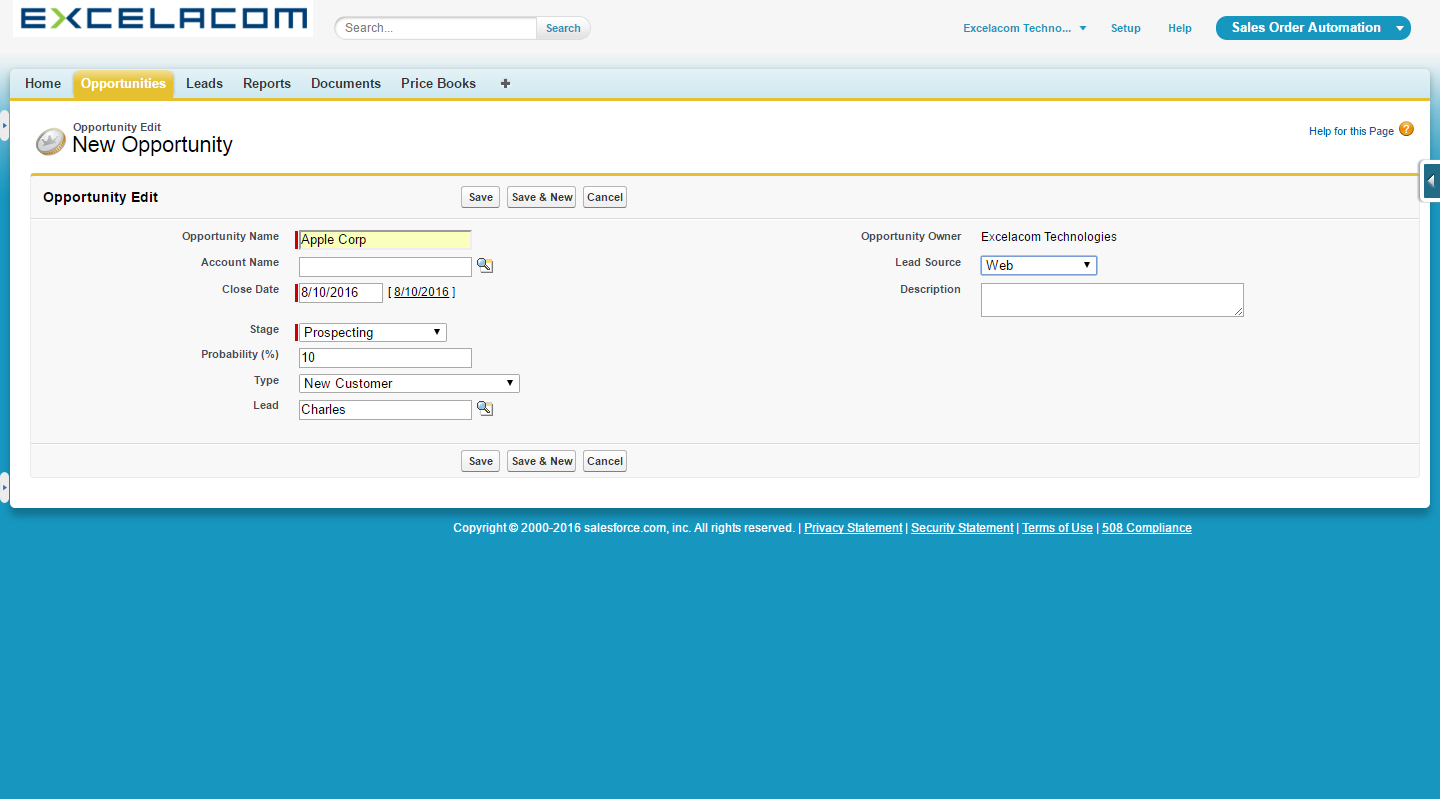 EXCELACOM
Search...
Search
Excelacom Techno...
Setup
Help
Sales Order Automation
Home
Opportunities
Leads
Reports
Documents
Price Books
Opportunity Edit
New Opportunity
Help for this Page
?
Opportunity Edit
Save
Save & New
Cancel
Opportunity Name
Apple Corp
Opportunity Owner
Excelacom Technologies
Account Name
Lead Source
Web
Close Date
8/10/2016 [ 8/10/2016 ]
Description
Stage
Prospecting
Probability (%)
10
Type
New Customer
Lead
Charles
Save
Save & New
Cancel
Copyright © 2000-2016 salesforce.com, inc. All rights reserved. | Privacy Statement | Security Statement | Terms of Use | 508 Compliance